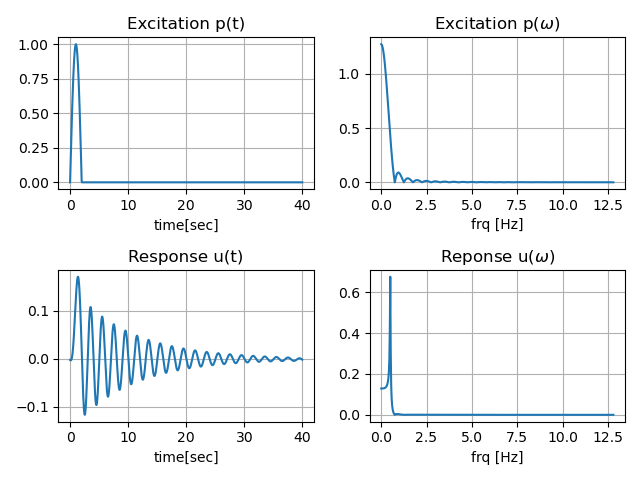 Excitation p(t)
1.00
0.75
0.50
0.25
0.00
0 10 20 30 40
time[sec]
Excitation p(ω)
1.0
0.5
0.0
0.0 2.5 5.0 7.5 10.0 12.5
frq [Hz]
Response u(t)
0.1
0.0
−0.1
0 10 20 30 40
time[sec]
Reponse u(ω)
0.6
0.4
0.2
0.0
0.0 2.5 5.0 7.5 10.0 12.5
frq [Hz]